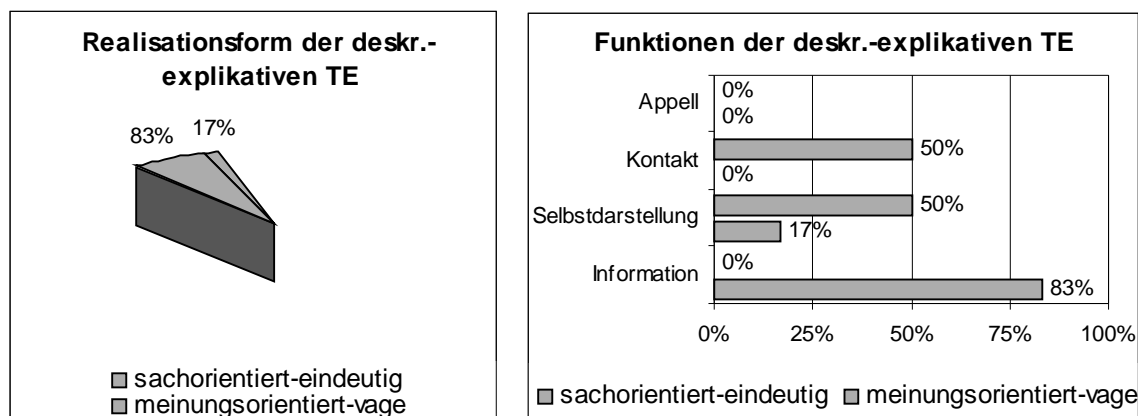 Realisationsform der deskr.-
explikativen TE
83% 17%
sachorientiert-eindeutig
meinungsorientiert-vage
Funktionen der deskr.-explikativen TE
Appell
0%
0%
Kontakt
50%
0%
Selbstdarstellung
50%
17%
Information
0%
83%
0% 25% 50% 75% 100%
sachorientiert-eindeutig meinungsorientiert-vage